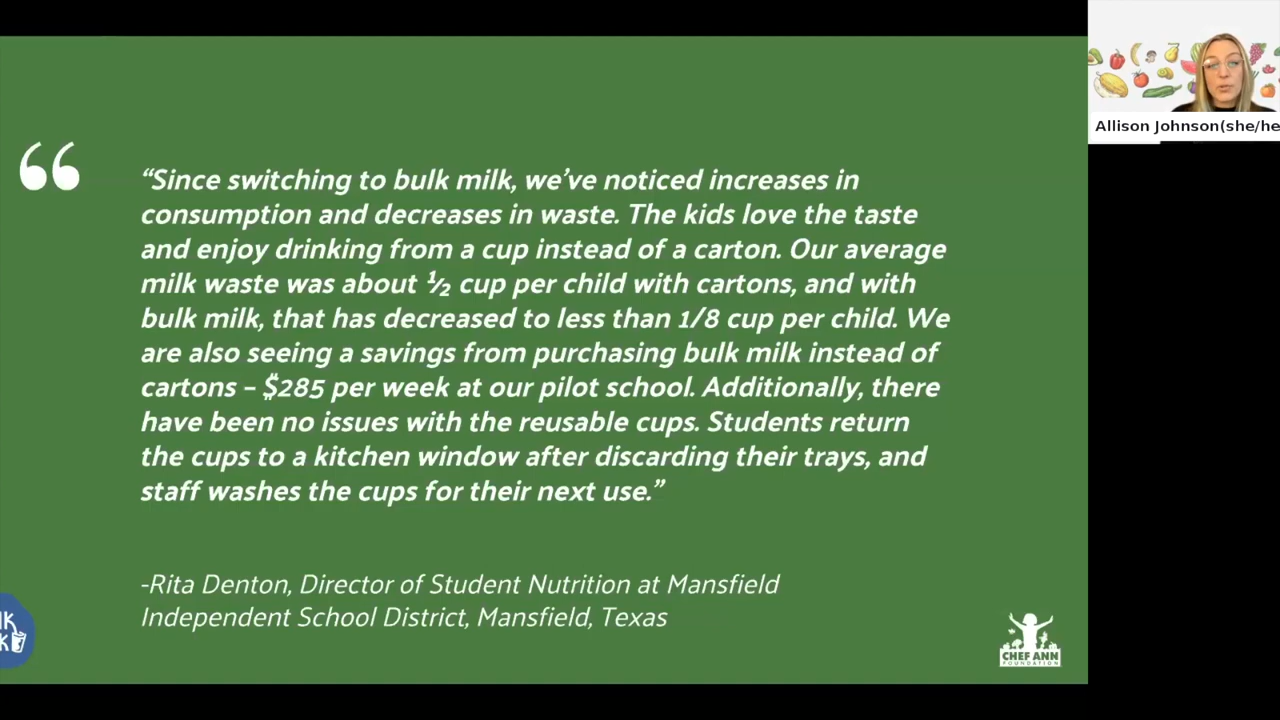 “Since switching to bulk milk, we’ve noticed increases in
consumption and decreases in waste. The kids love the taste
and enjoy drinking from a cup instead of a carton. Our average
milk waste was about ½ cup per child with cartons, and with
bulk milk, that has decreased to less than 1/8 cup per child. We
are also seeing a savings from purchasing bulk milk instead of
cartons – $285 per week at our pilot school. Additionally, there
have been no issues with the reusable cups. Students return
the cups to a kitchen window after discarding their trays, and
staff washes the cups for their next use.”
-Rita Denton, Director of Student Nutrition at Mansfield
Independent School District, Mansfield, Texas
CHEF ANN
FOUNDATION
Allison Johnson(she/he